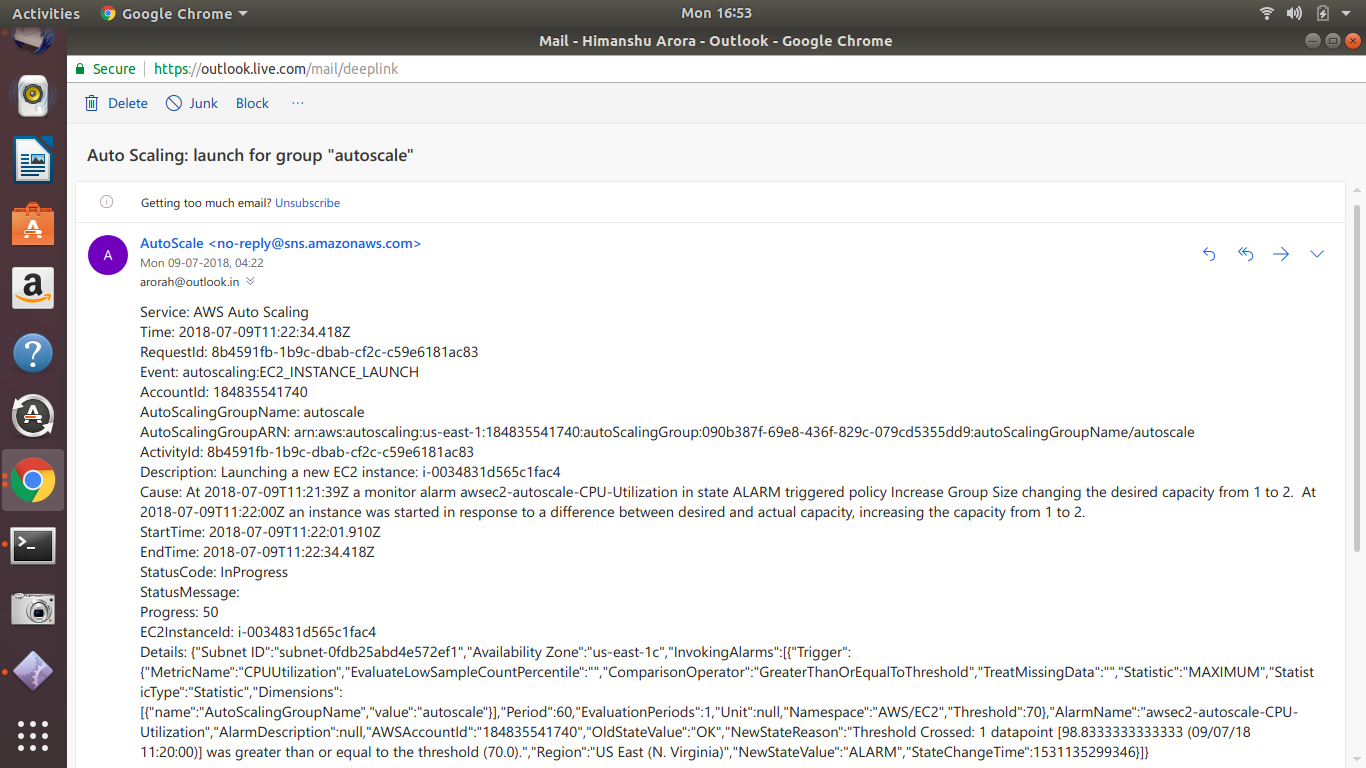 Activities Google Chrome Mon 16:53
Mail - Himanshu Arora - Outlook - Google Chrome
Secure https://outlook.live.com/mail/deeplink
Delete Junk Block ···
Auto Scaling: launch for group "autoscale"
Getting too much email? Unsubscribe
A
AutoScale <no-reply@sns.amazonaws.com>
Mon 09-07-2018, 04:22
arorah@outlook.in
Service: AWS Auto Scaling
Time: 2018-07-09T11:22:34.418Z
RequestId: 8b4591fb-1b9c-dbab-cf2c-c59e6181ac83
Event: autoscaling:EC2_INSTANCE_LAUNCH
AccountId: 184835541740
AutoScalingGroupName: autoscale
AutoScalingGroupARN: arn:aws:autoscaling:us-east-1:184835541740:autoScalingGroup:090b387f-69e8-436f-829c-079cd5355dd9:autoScalingGroupName/autoscale
ActivityId: 8b4591fb-1b9c-dbab-cf2c-c59e6181ac83
Description: Launching a new EC2 instance: i-0034831d565c1fac4
Cause: At 2018-07-09T11:21:39Z a monitor alarm awsec2-autoscale-CPU-Utilization in state ALARM triggered policy Increase Group Size changing the desired capacity from 1 to 2.  At
2018-07-09T11:22:00Z an instance was started in response to a difference between desired and actual capacity, increasing the capacity from 1 to 2.
StartTime: 2018-07-09T11:22:01.910Z
EndTime: 2018-07-09T11:22:34.418Z
StatusCode: InProgress
StatusMessage:
Progress: 50
EC2InstanceId: i-0034831d565c1fac4
Details: {"Subnet ID":"subnet-0fdb25abd4e572ef1","Availability Zone":"us-east-1c","InvokingAlarms":[{"Trigger":
{"MetricName":"CPUUtilization","EvaluateLowSampleCountPercentile":"","ComparisonOperator":"GreaterThanOrEqualToThreshold","TreatMissingData":"","Statistic":"MAXIMUM","Statist
icType":"Statistic","Dimensions":
[{"name":"AutoScalingGroupName","value":"autoscale"}],"Period":60,"EvaluationPeriods":1,"Unit":null,"Namespace":"AWS/EC2","Threshold":70},"AlarmName":"awsec2-autoscale-CPU-
Utilization","AlarmDescription":null,"AWSAccountId":"184835541740","OldStateValue":"OK","NewStateReason":"Threshold Crossed: 1 datapoint [98.8333333333333 (09/07/18
11:20:00)] was greater than or equal to the threshold (70.0).","Region":"US East (N. Virginia)","NewStateValue":"ALARM","StateChangeTime":1531135299346}]}